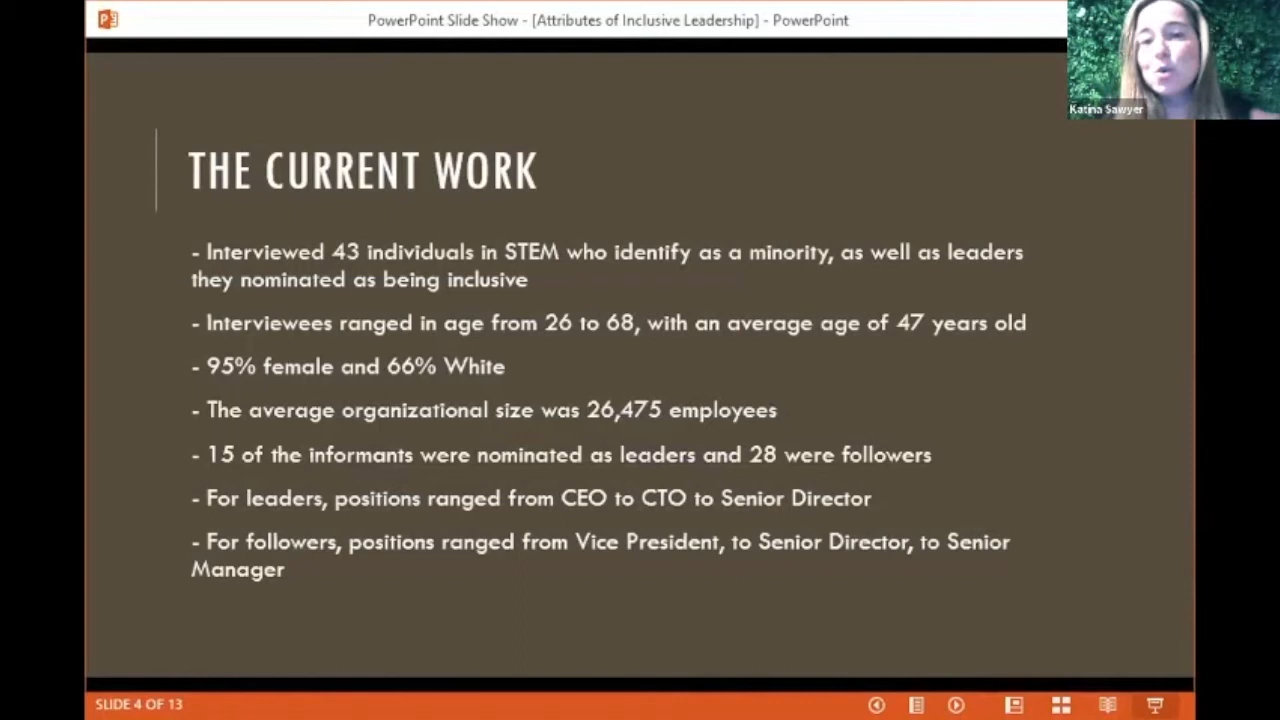 PowerPoint Slide Show - [Attributes of Inclusive Leadership] - PowerPoint
Katina Sawyer
THE CURRENT WORK
- Interviewed 43 individuals in STEM who identify as a minority, as well as leaders
they nominated as being inclusive
- Interviewees ranged in age from 26 to 68, with an average age of 47 years old
- 95% female and 66% White
- The average organizational size was 26,475 employees
- 15 of the informants were nominated as leaders and 28 were followers
- For leaders, positions ranged from CEO to CTO to Senior Director
- For followers, positions ranged from Vice President, to Senior Director, to Senior
Manager
SLIDE 4 OF 13